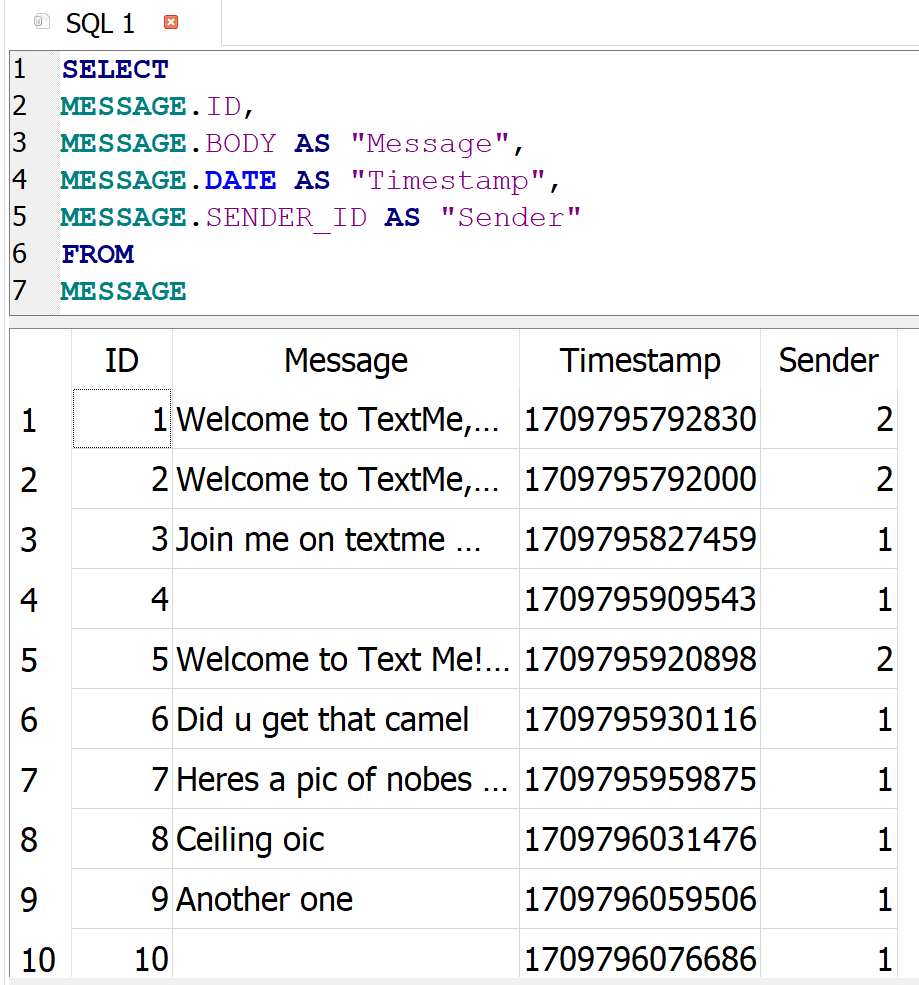 SQL 1
1 SELECT
2 MESSAGE.ID,
3 MESSAGE.BODY AS "Message",
4 MESSAGE.DATE AS "Timestamp",
5 MESSAGE.SENDER_ID AS "Sender"
6 FROM
7 MESSAGE
ID Message Timestamp Sender
1 1 Welcome to TextMe,... 1709795792830 2
2 2 Welcome to TextMe,... 1709795792000 2
3 3 Join me on textme ... 1709795827459 1
4 4 1709795909543 1
5 5 Welcome to Text Me!... 1709795920898 2
6 6 Did u get that camel 1709795930116 1
7 7 Heres a pic of nobes ... 1709795959875 1
8 8 Ceiling oic 1709796031476 1
9 9 Another one 1709796059506 1
10 10 1709796076686 1